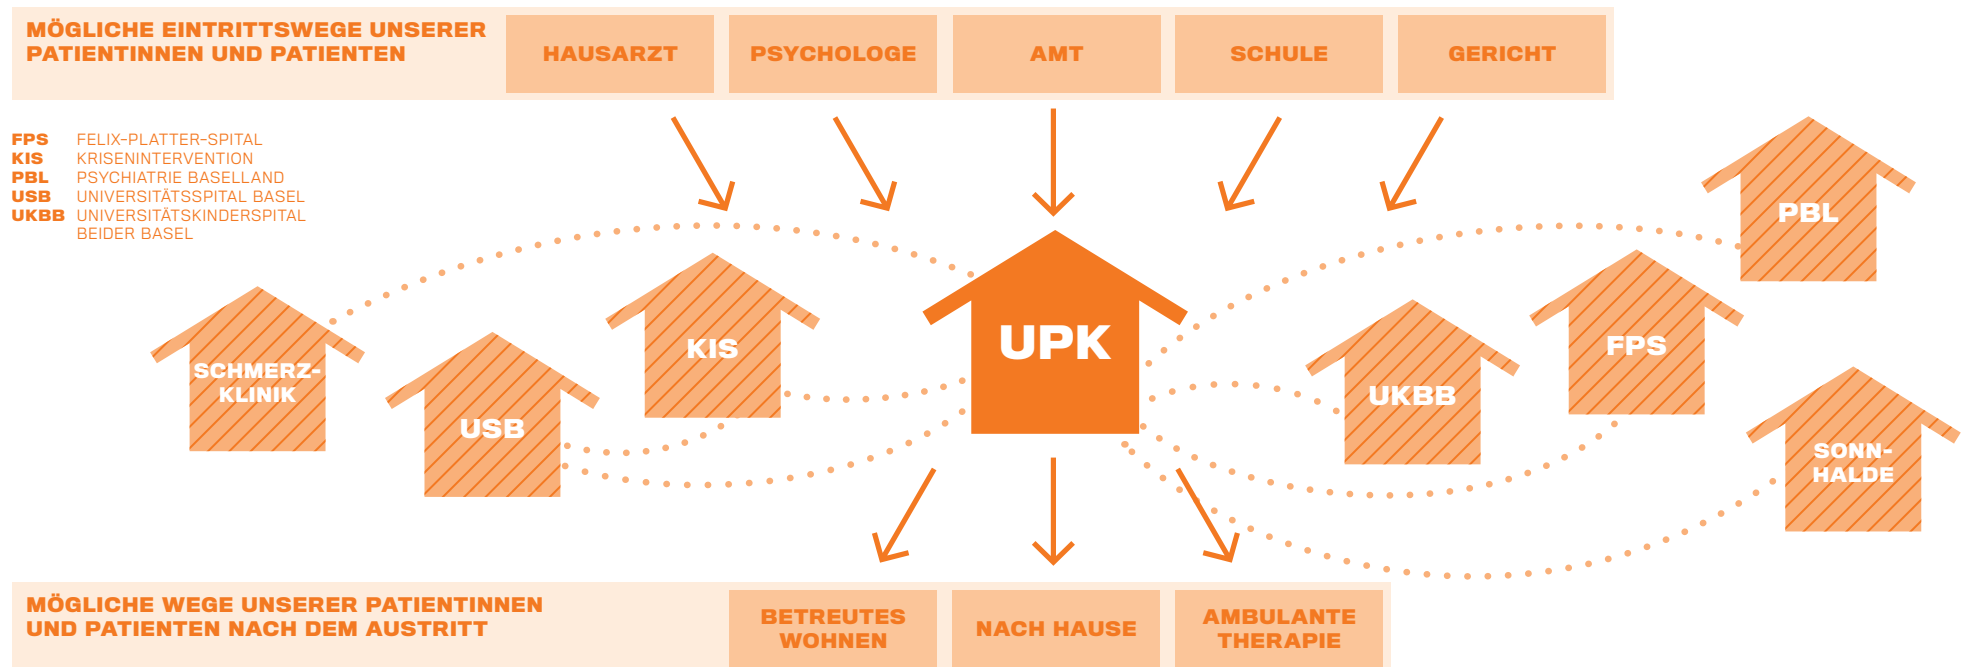 MÖGLICHE EINTRITTSWEGE UNSERER
PATIENTINNEN UND PATIENTEN
HAUSARZT
PSYCHOLOGE
AMT
SCHULE
GERICHT
FPS FELIX-PLATTER-SPITAL
KIS KRISENINTERVENTION
PBL PSYCHIATRIE BASELLAND
USB UNIVERSITÄTSSPITAL BASEL
UKBB UNIVERSITÄTSKINDERSPITAL
BEIDER BASEL
SCHMERZ-
KLINIK
USB
KIS
UPK
UKBB
FPS
PBL
SONN-
HALDE
MÖGLICHE WEGE UNSERER PATIENTINNEN
UND PATIENTEN NACH DEM AUSTRITT
BETREUTES
WOHNEN
NACH HAUSE
AMBULANTE
THERAPIE